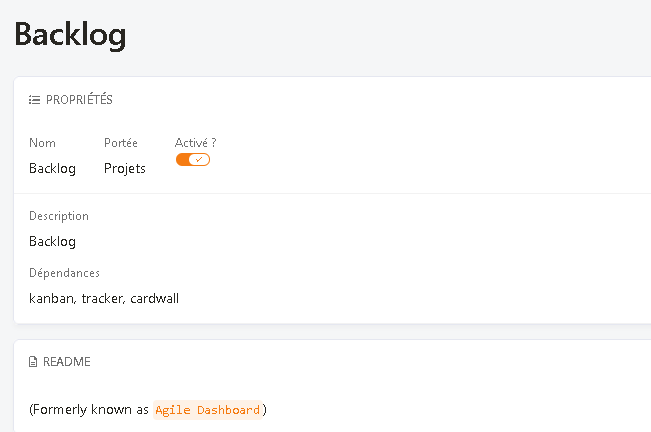 Backlog
PROPRIÉTÉS
Nom Portée Activé ?
Backlog Projets
Description
Backlog
Dépendances
kanban, tracker, cardwall
README
(Formerly known as Agile Dashboard)